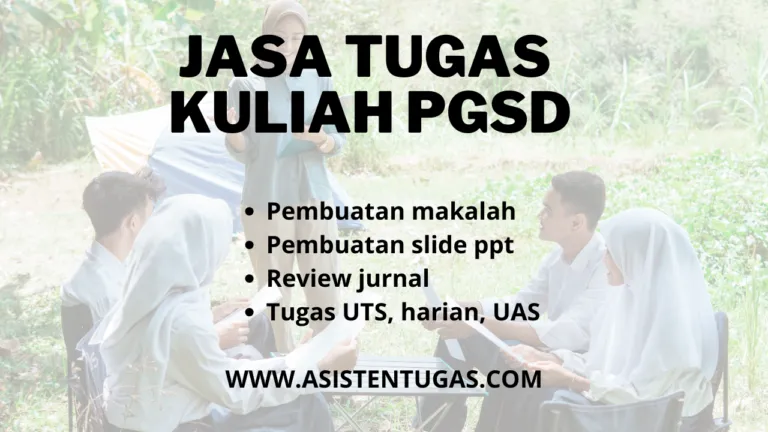 JASA TUGAS
KULIAH PGSD
• Pembuatan makalah
• Pembuatan slide ppt
• Review jurnal
• Tugas UTS, harian, UAS
WWW.ASISTENTUGAS.COM